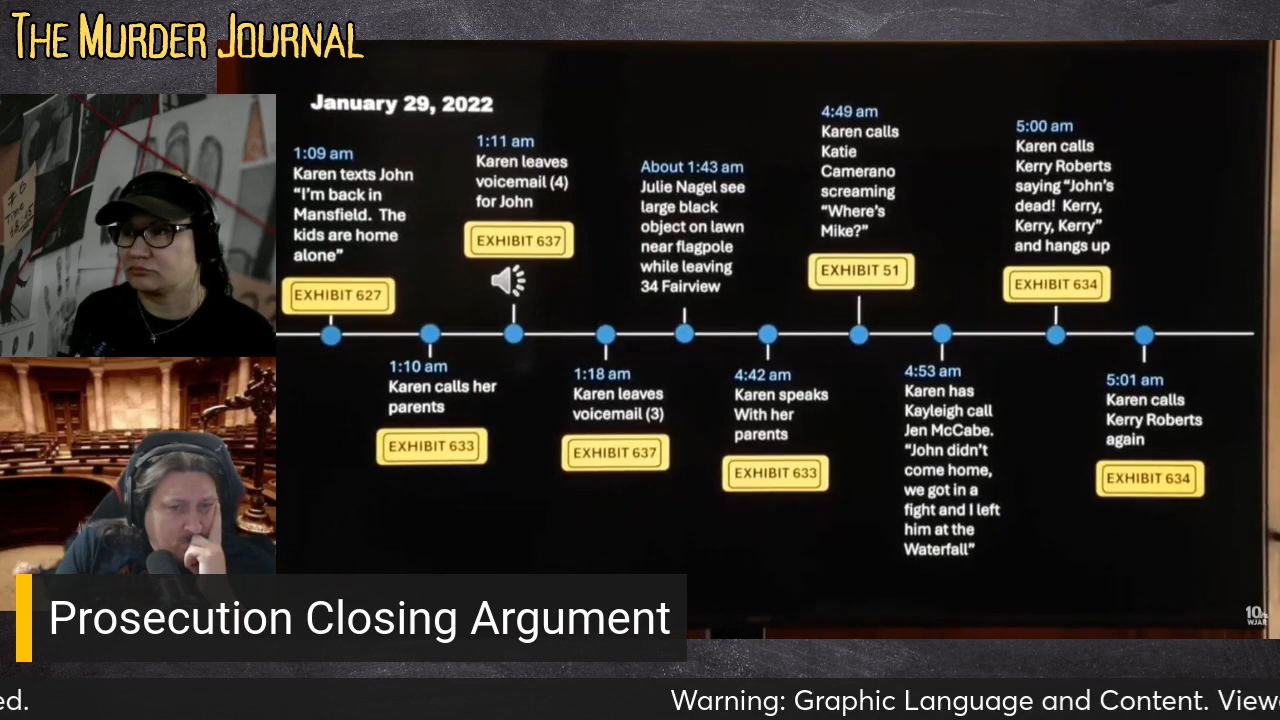 THE MURDER JOURNAL
January 29, 2022
1:09 am
Karen texts John
“I’m back in
Mansfield.  The
kids are home
alone”
EXHIBIT 627
1:10 am
Karen calls her
parents
EXHIBIT 633
1:11 am
Karen leaves
voicemail (4)
for John
EXHIBIT 637
1:18 am
Karen leaves
voicemail (3)
EXHIBIT 637
About 1:43 am
Julie Nagel see
large black
object on lawn
near flagpole
while leaving
34 Fairview
4:42 am
Karen speaks
With her
parents
EXHIBIT 633
4:49 am
Karen calls
Katie
Camerano
screaming
“Where’s
Mike?”
EXHIBIT 51
4:53 am
Karen has
Kayleigh call
Jen McCabe.
“John didn’t
come home,
we got in a
fight and I left
him at the
Waterfall”
5:00 am
Karen calls
Kerry Roberts
saying “John’s
dead!  Kerry,
Kerry, Kerry”
and hangs up
EXHIBIT 634
5:01 am
Karen calls
Kerry Roberts
again
EXHIBIT 634
10
WJAR
Prosecution Closing Argument
ed.
Warning: Graphic Language and Content. View